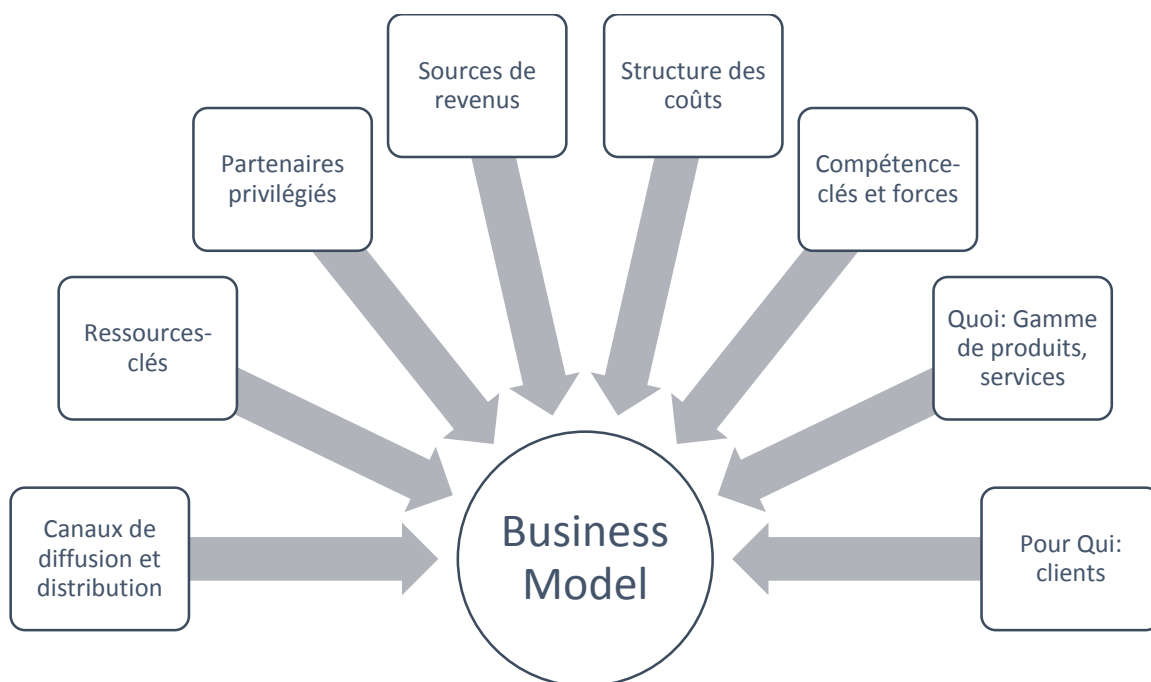 Sources de
revenus
Structure des
coûts
Partenaires
privilégiés
Compétence-
clés et forces
Ressources-
clés
Quoi: Gamme
de produits,
services
Canaux de
diffusion et
distribution
Business
Model
Pour Qui:
clients